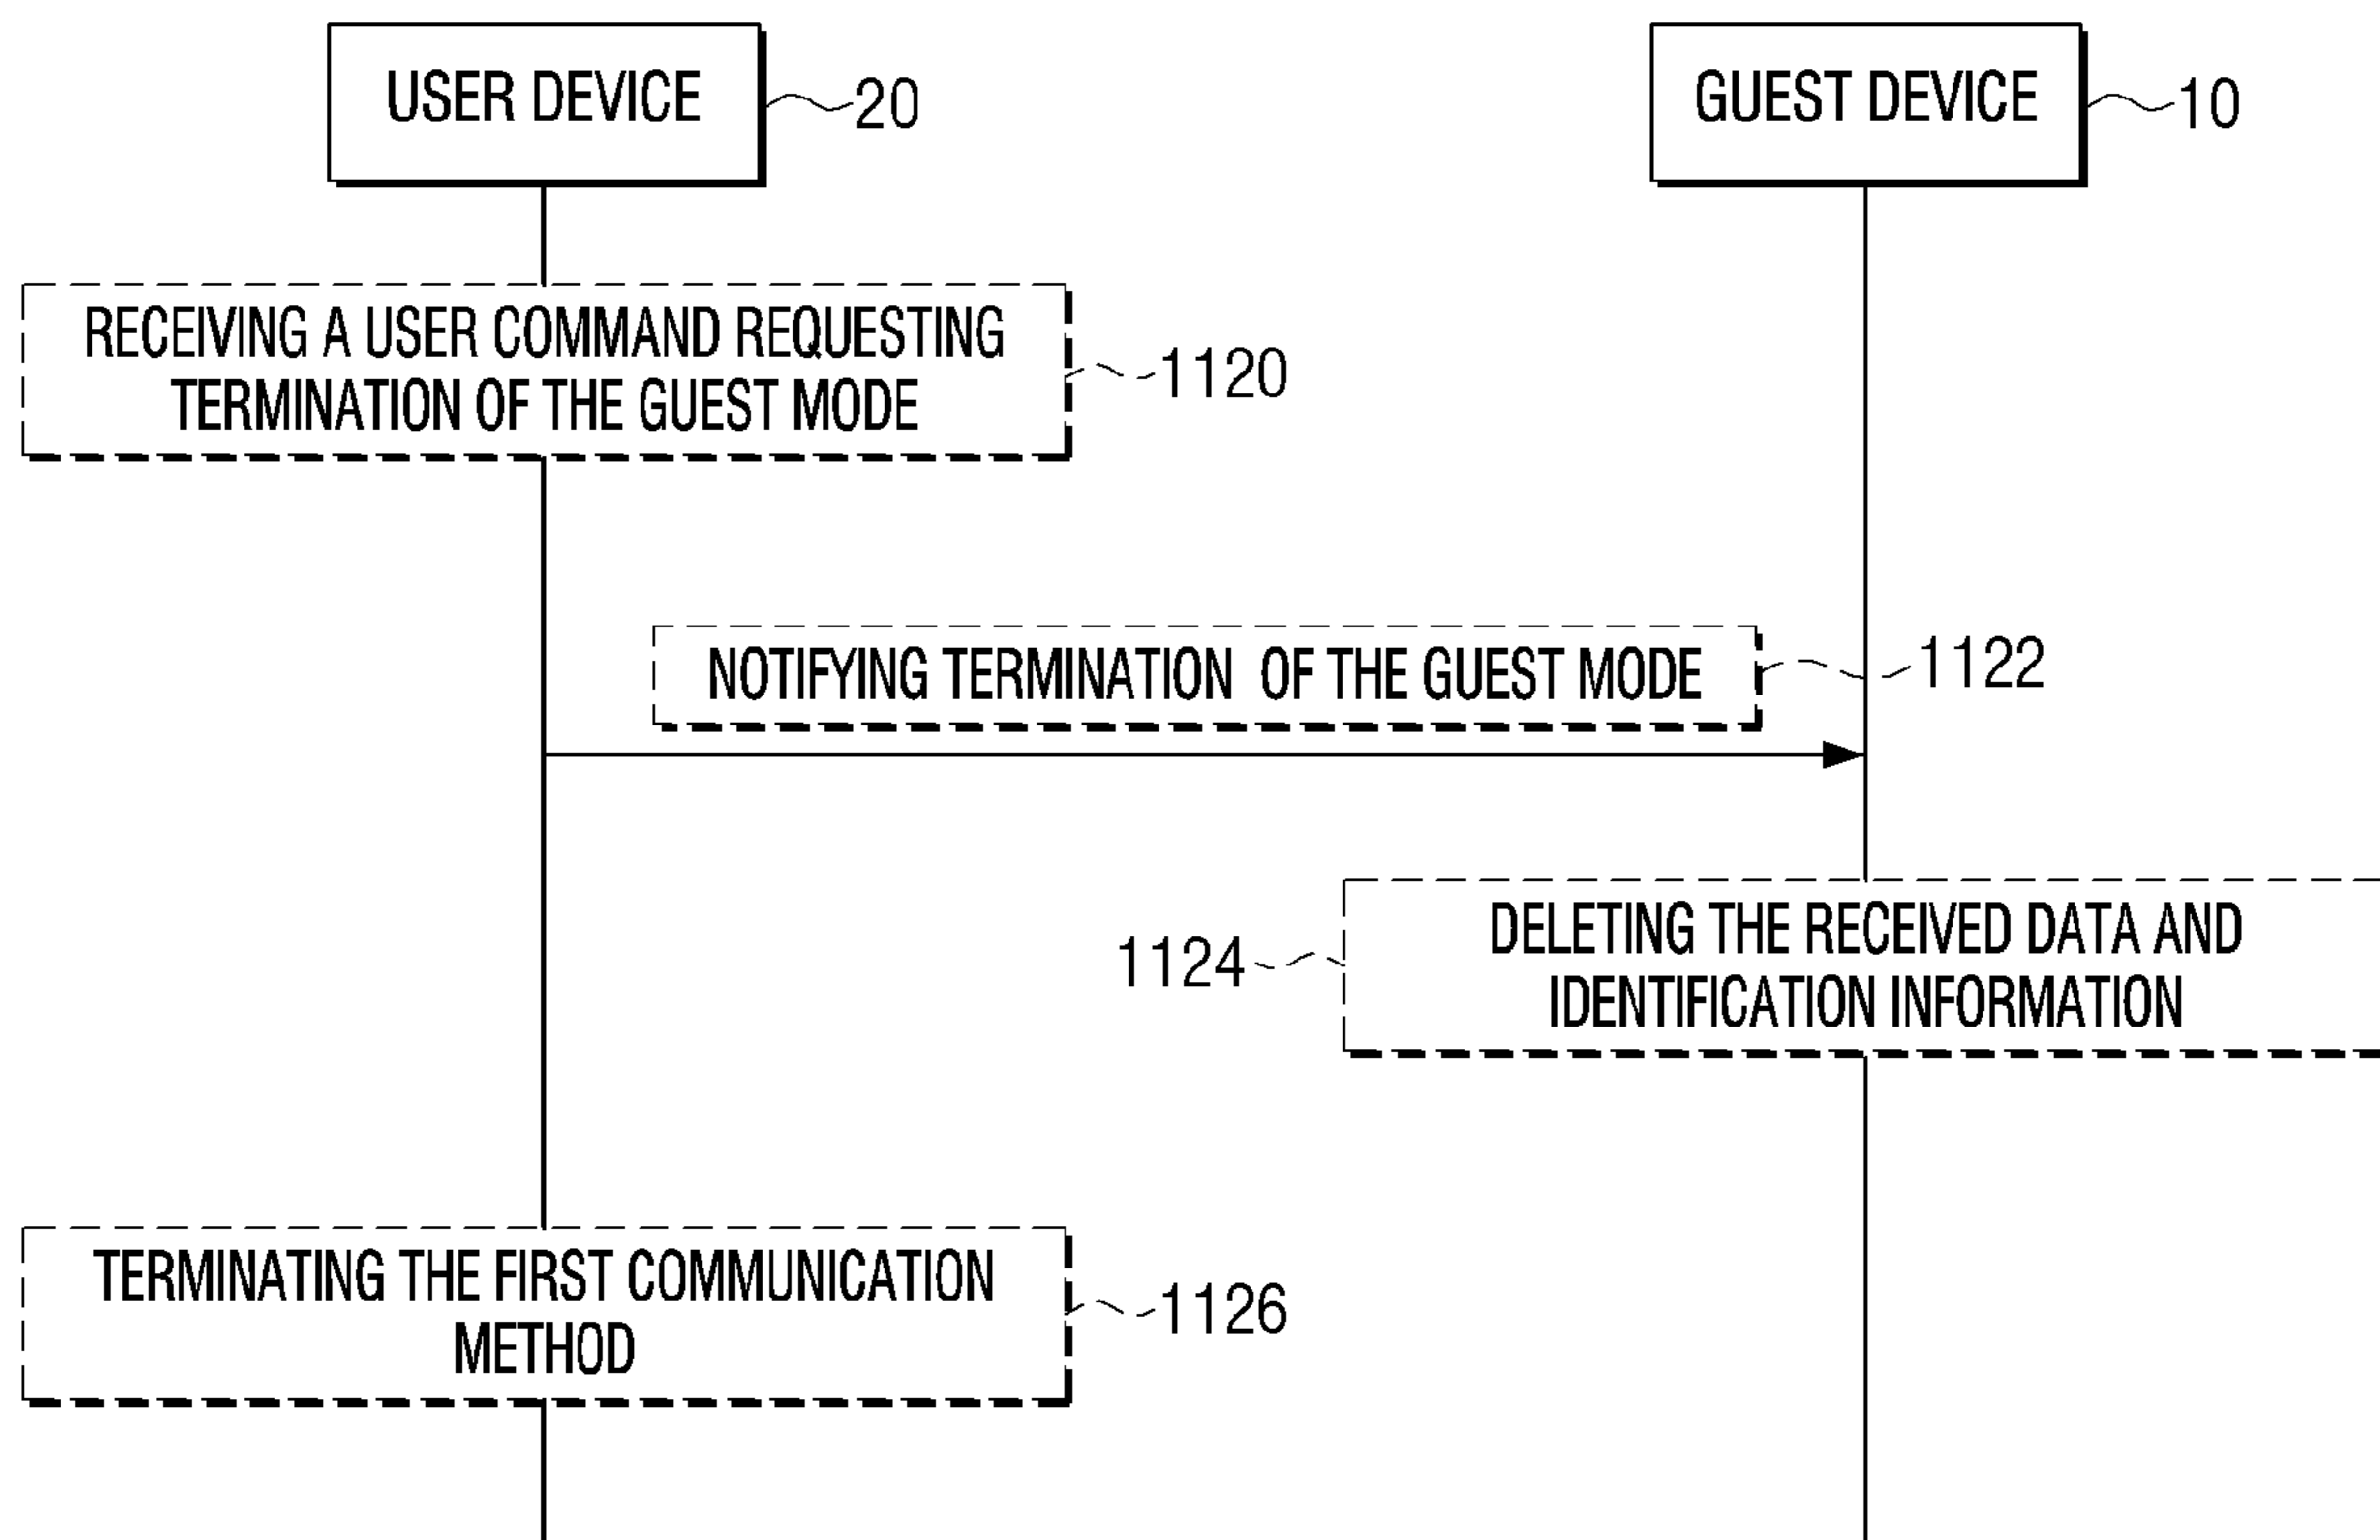 USER DEVICE
20
GUEST DEVICE
10
RECEIVING A USER COMMAND REQUESTING
TERMINATION OF THE GUEST MODE
1120
NOTIFYING TERMINATION OF THE GUEST MODE
1122
DELETING THE RECEIVED DATA AND
IDENTIFICATION INFORMATION
1124
TERMINATING THE FIRST COMMUNICATION
METHOD
1126